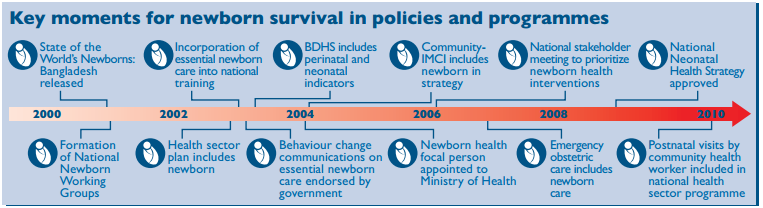 Key moments for newborn survival in policies and programmes
State of the
World's Newborns:
Bangladesh
released
Incorporation of
essential newborn
care into national
training
BDHS includes
perinatal and
neonatal
indicators
Community-
IMCI includes
newborn in
strategy
National stakeholder
meeting to prioritize
newborn health
interventions
National
Neonatal
Health Strategy
approved
2000 2002 2004 2006 2008 2010
Formation
of National
Newborn
Working
Groups
Health sector
plan includes
newborn
Behaviour change
communications on
essential newborn
care endorsed by
government
Newborn health
focal person
appointed to
Ministry of Health
Emergency
obstetric
care includes
newborn
care
Postnatal visits by
community health
worker included in
national health
sector programme